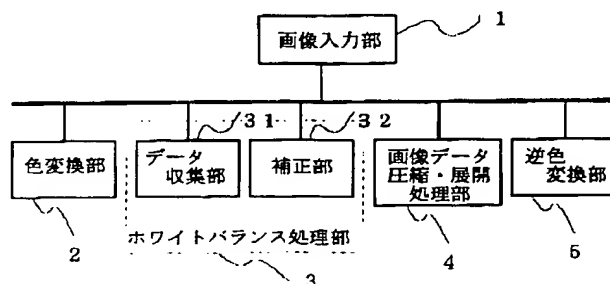 画像入力部
1
31
32
色変換部
データ
収集部
補正部
画像データ
圧縮・展開
処理部
逆色
変換部
2
ホワイトバランス処理部
3
4
5